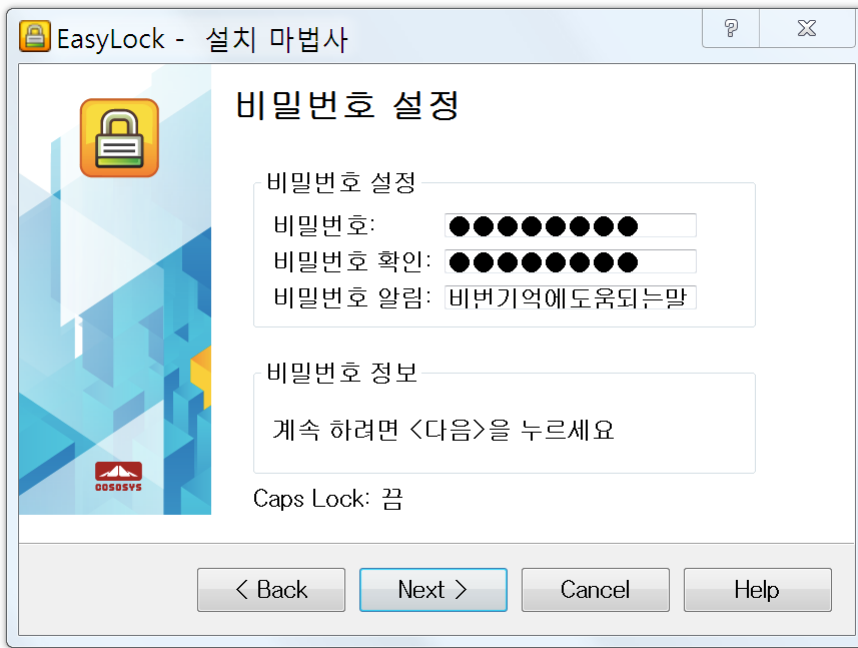 EasyLock - 설치 마법사
비밀번호 설정
비밀번호 설정
비밀번호: ●●●●●●●●
비밀번호 확인: ●●●●●●●●
비밀번호 알림: 비번기억에도움되는말
비밀번호 정보
계속 하려면 <다음>을 누르세요
COSOSYS
Caps Lock: 끔
< Back
Next >
Cancel
Help